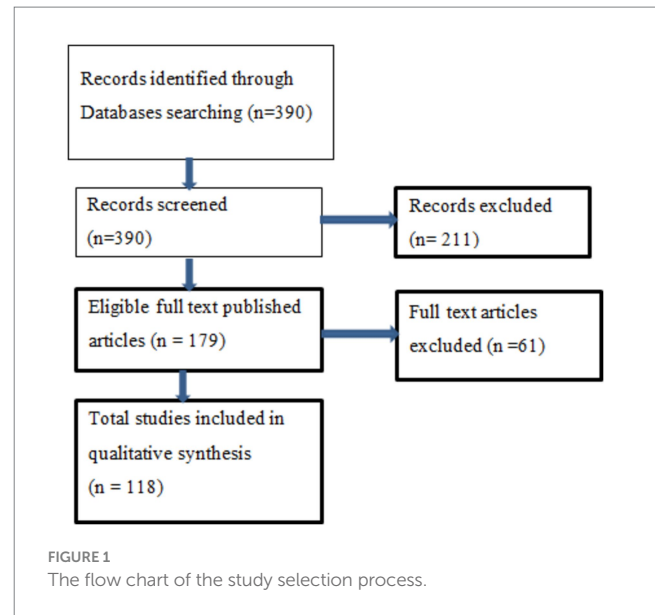 Records identified through
Databases searching (n=390)
Records screened
(n=390)
Records excluded
(n= 211)
Eligible full text published
articles (n = 179)
Full text articles
excluded (n =61)
Total studies included in
qualitative synthesis
(n = 118)
FIGURE 1
The flow chart of the study selection process.